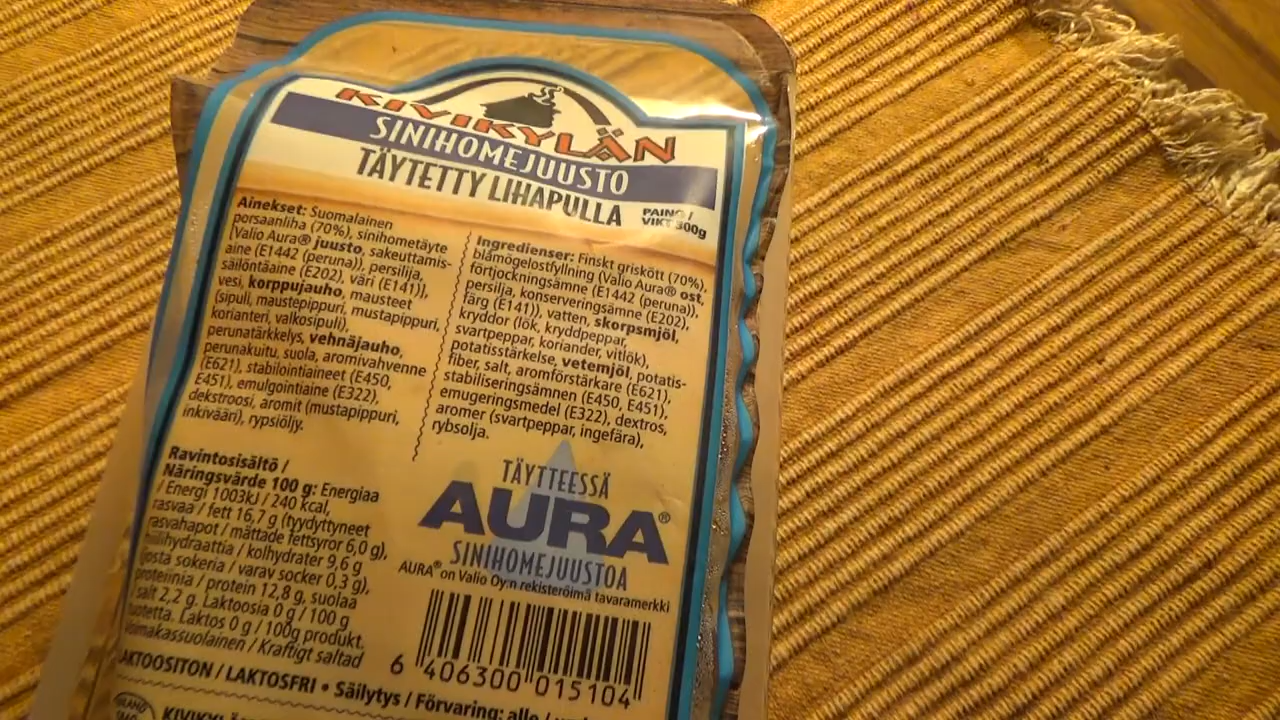 KIVIKYLÄN
SINIHOMEJUUSTO
TÄYTETTY LIHAPULLA
PAINO /
VIKT 300g
Ainekset: Suomalainen
porsaanliha (70%), sinihometäyte
(Valio Aura® juusto, sakeuttamis-
aine (E1442 (peruna)), persilja,
säilöntäaine (E202), väri (E141)),
vesi, korppujauho, mausteet
(sipuli, maustepippuri, mustapippuri,
korianteri, valkosipuli),
perunatärkkelys, vehnäjauho,
perunakuitu, suola, aromivahvenne
(E621), stabilointiaineet (E450,
E451), emulgointiaine (E322),
dekstroosi, aromit (mustapippuri,
inkivääri), rypsiöljy.
Ingredienser: Finskt griskött (70%),
blåmögelostfyllning (Valio Aura® ost,
förtjockningsämne (E1442 (peruna)),
persilja, konserveringsämne (E202),
färg (E141)), vatten, skorpsmjöl,
kryddor (lök, kryddpeppar,
svartpeppar, koriander, vitlök),
potatisstärkelse, vetemjöl, potatis-
fiber, salt, aromförstärkare (E621),
stabiliseringsämnen (E450, E451),
emugeringsmedel (E322), dextros,
aromer (svartpeppar, ingefära),
rybsolja.
Ravintosisältö /
Näringsvärde 100 g: Energiaa
/ Energi 1003kJ / 240 kcal,
rasvaa / fett 16,7 g (tyydyttyneet
rasvahapot / mättade fettsyror 6,0 g),
hiilihydraattia / kolhydrater 9,6 g
(josta sokeria / varav socker 0,3 g),
proteiinia / protein 12,8 g, suolaa
/ salt 2,2 g. Laktoosia 0 g / 100 g
tuotetta. Laktos 0 g / 100g produkt.
Voimakassuolainen / Kraftigt saltad
TÄYTTEESSÄ
AURA®
SINIHOMEJUUSTOA
AURA® on Valio Oy:n rekisteröimä tavaramerkki
6 406300 015104
LAKTOOSITON / LAKTOSFRI • Säilytys / Förvaring: